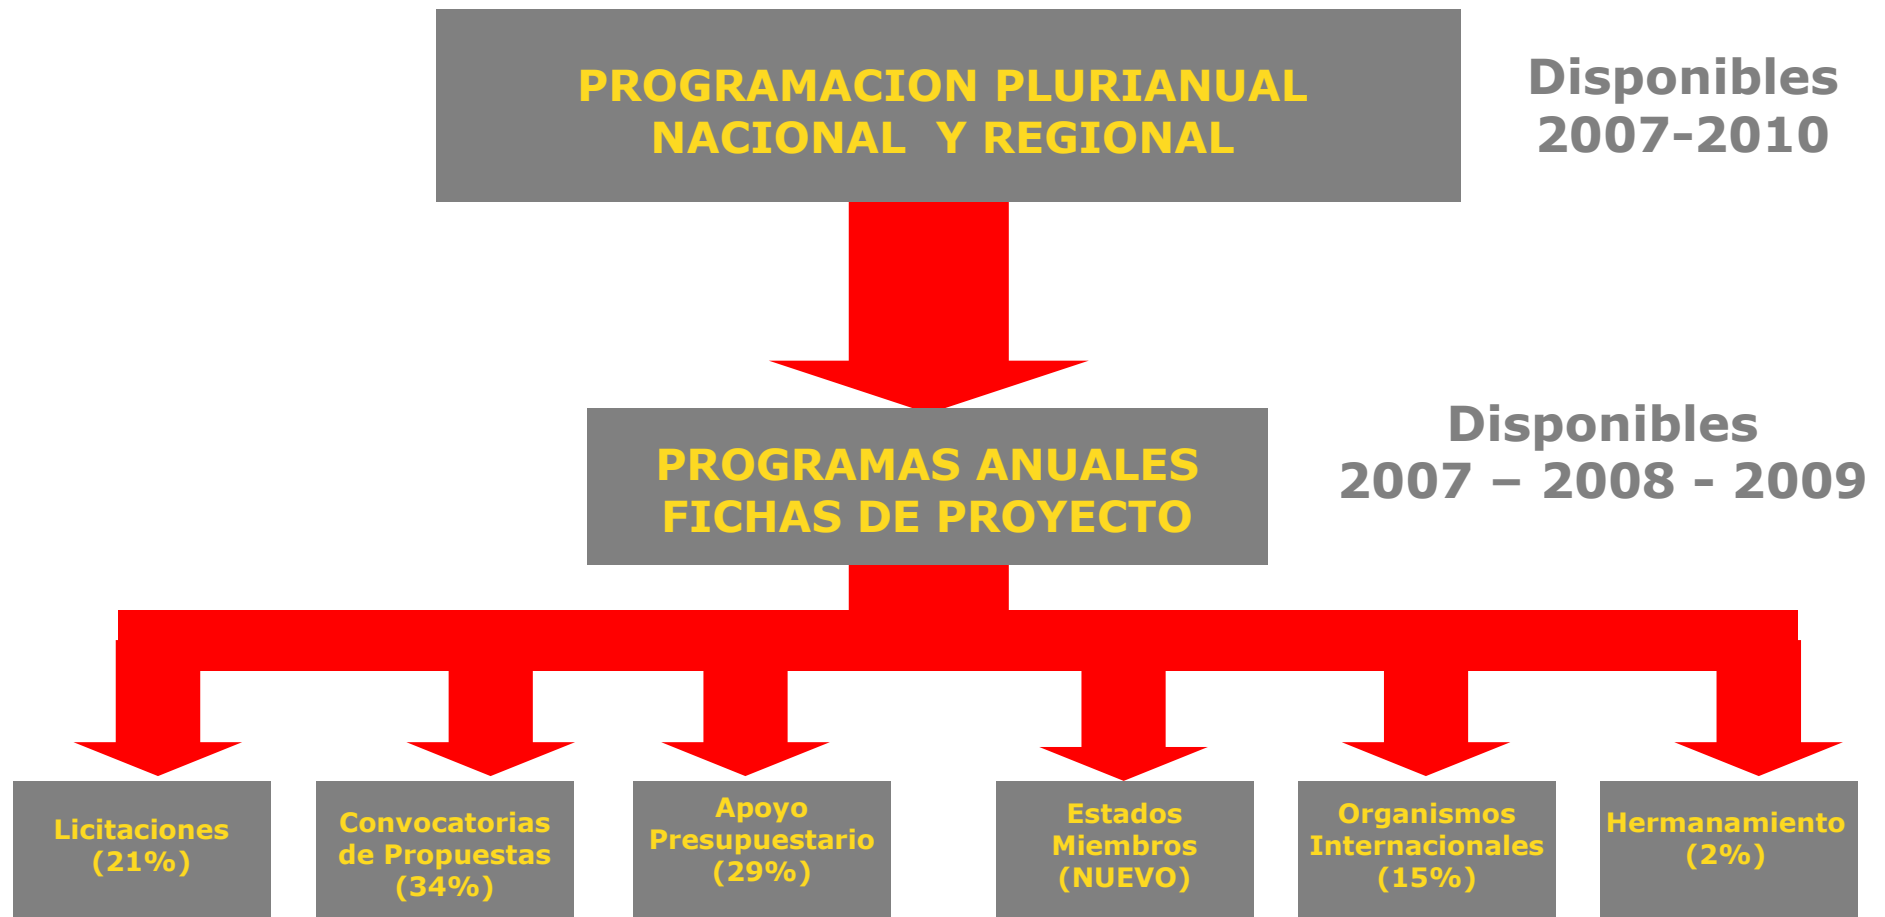 PROGRAMACION PLURIANUAL
NACIONAL Y REGIONAL
Disponibles
2007-2010
PROGRAMAS ANUALES
FICHAS DE PROYECTO
Disponibles
2007 – 2008 - 2009
Licitaciones
(21%)
Convocatorias
de Propuestas
(34%)
Apoyo
Presupuestario
(29%)
Estados
Miembros
(NUEVO)
Organismos
Internacionales
(15%)
Hermanamiento
(2%)